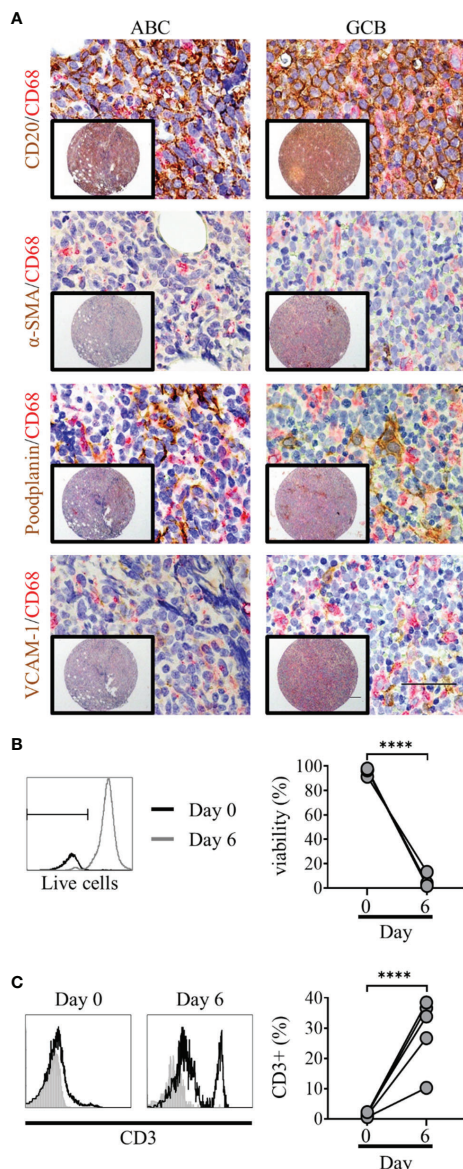 A
ABC GCB
CD20/CD68
α-SMA/CD68
Poodplanin/CD68
VCAM-1/CD68
B
Day 0
Day 6
Live cells
****
viability (%)
100
80
60
40
20
0
0 6
Day
C
Day 0 Day 6
CD3
****
CD3+ (%)
40
30
20
10
0
0 6
Day